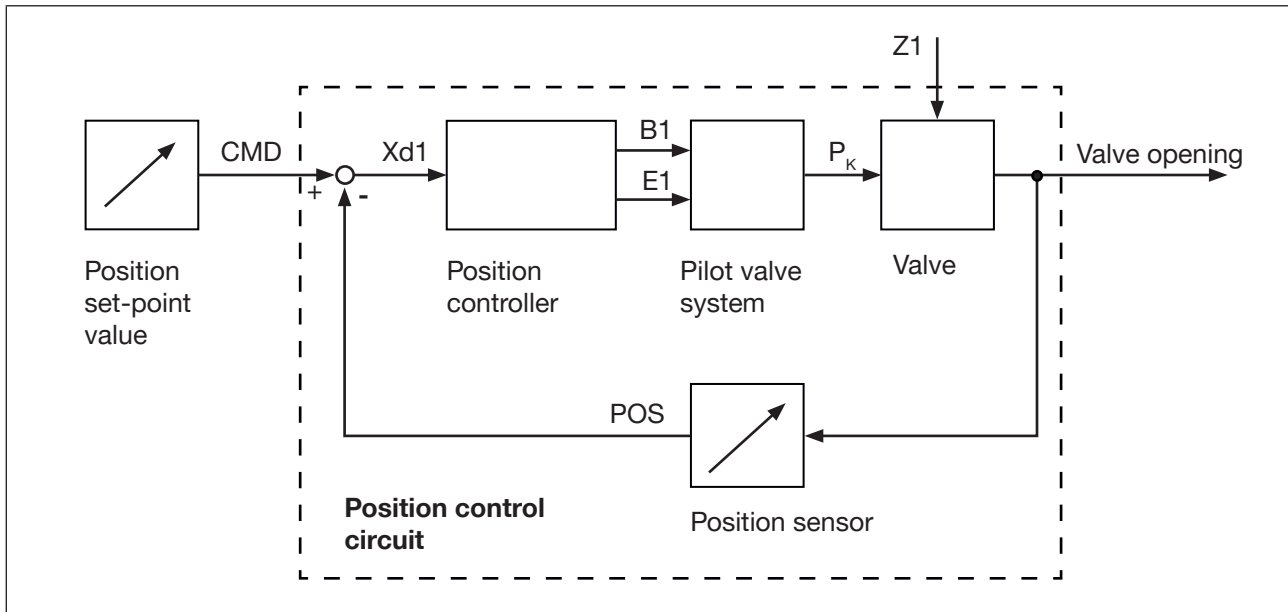 Z1
CMD
+
-
Xd1
B1
E1
P_K
Valve opening
Position
set-point
value
Position
controller
Pilot valve
system
Valve
POS
Position sensor
Position control
circuit